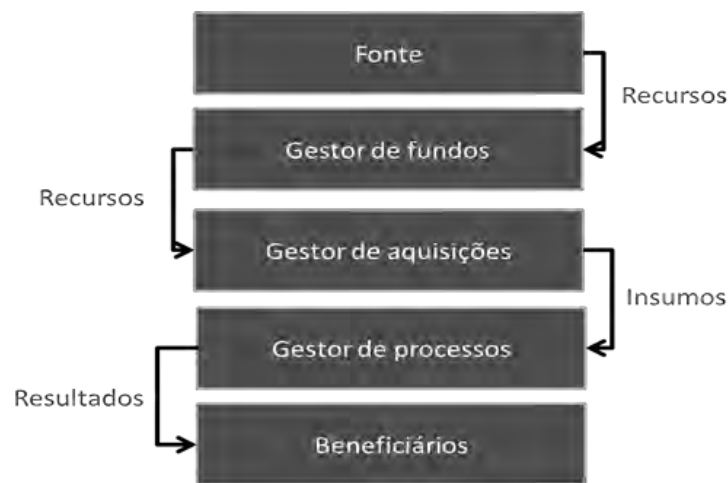 Fonte
Recursos
Gestor de fundos
Recursos
Gestor de aquisições
Insumos
Gestor de processos
Resultados
Beneficiários